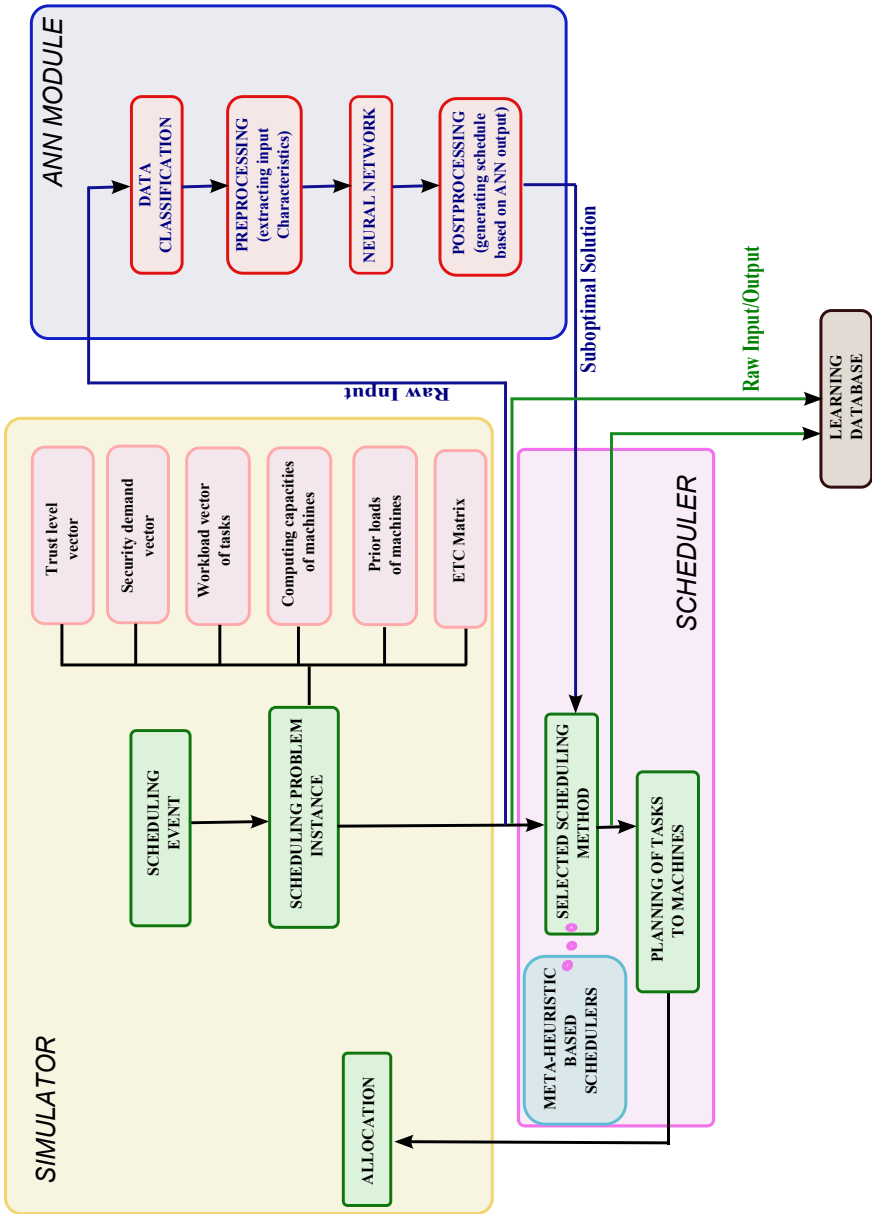 SIMULATOR
ALLOCATION
SCHEDULING
EVENT
SCHEDULING PROBLEM
INSTANCE
Trust level
vector
Security demand
vector
Workload vector
of tasks
Computing capacities
of machines
Prior loads
of machines
ETC Matrix
ANN MODULE
DATA
CLASSIFICATION
PREPROCESSING
(extracting input
Characteristics)
NEURAL NETWORK
POSTPROCESSING
(generating schedule
based on ANN output)
Raw Input
Suboptimal Solution
SCHEDULER
META-HEURISTIC
BASED
SCHEDULERS
SELECTED SCHEDULING
METHOD
PLANNING OF TASKS
TO MACHINES
Raw Input/Output
LEARNING
DATABASE